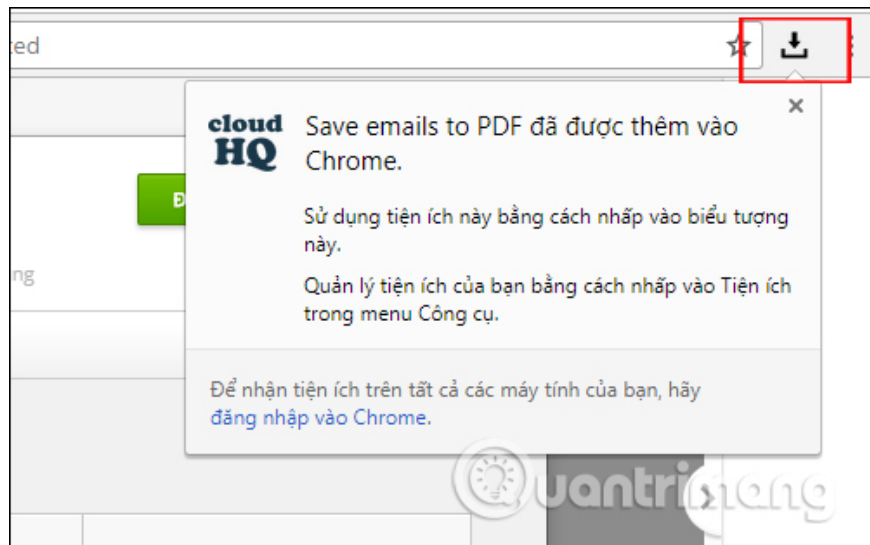 ted
cloud
HQ
Save emails to PDF đã được thêm vào
Chrome.
Đ
Sử dụng tiện ích này bằng cách nhấp vào biểu tượng
này.
ng
Quản lý tiện ích của bạn bằng cách nhấp vào Tiện ích
trong menu Công cụ.
Để nhận tiện ích trên tất cả các máy tính của bạn, hãy
đăng nhập vào Chrome.
Quantrimang